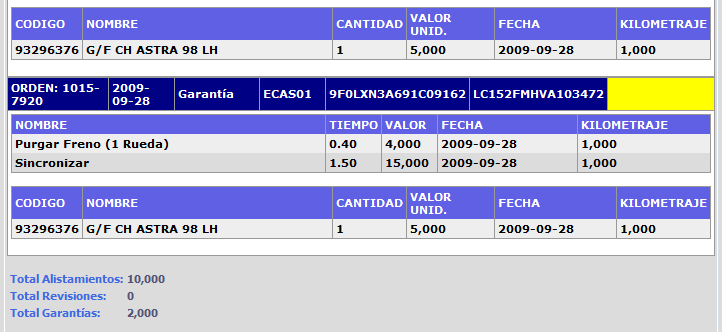 CODIGO NOMBRE CANTIDAD VALOR UNID. FECHA KILOMETRAJE
93296376 G/F CH ASTRA 98 LH 1 5,000 2009-09-28 1,000
ORDEN: 1015-7920 2009-09-28 Garantía ECAS01 9F0LXN3A691C09162 LC152FMHVA103472
NOMBRE TIEMPO VALOR FECHA KILOMETRAJE
Purgar Freno (1 Rueda) 0.40 4,000 2009-09-28 1,000
Sincronizar 1.50 15,000 2009-09-28 1,000
CODIGO NOMBRE CANTIDAD VALOR UNID. FECHA KILOMETRAJE
93296376 G/F CH ASTRA 98 LH 1 5,000 2009-09-28 1,000
Total Alistamientos: 10,000
Total Revisiones: 0
Total Garantías: 2,000